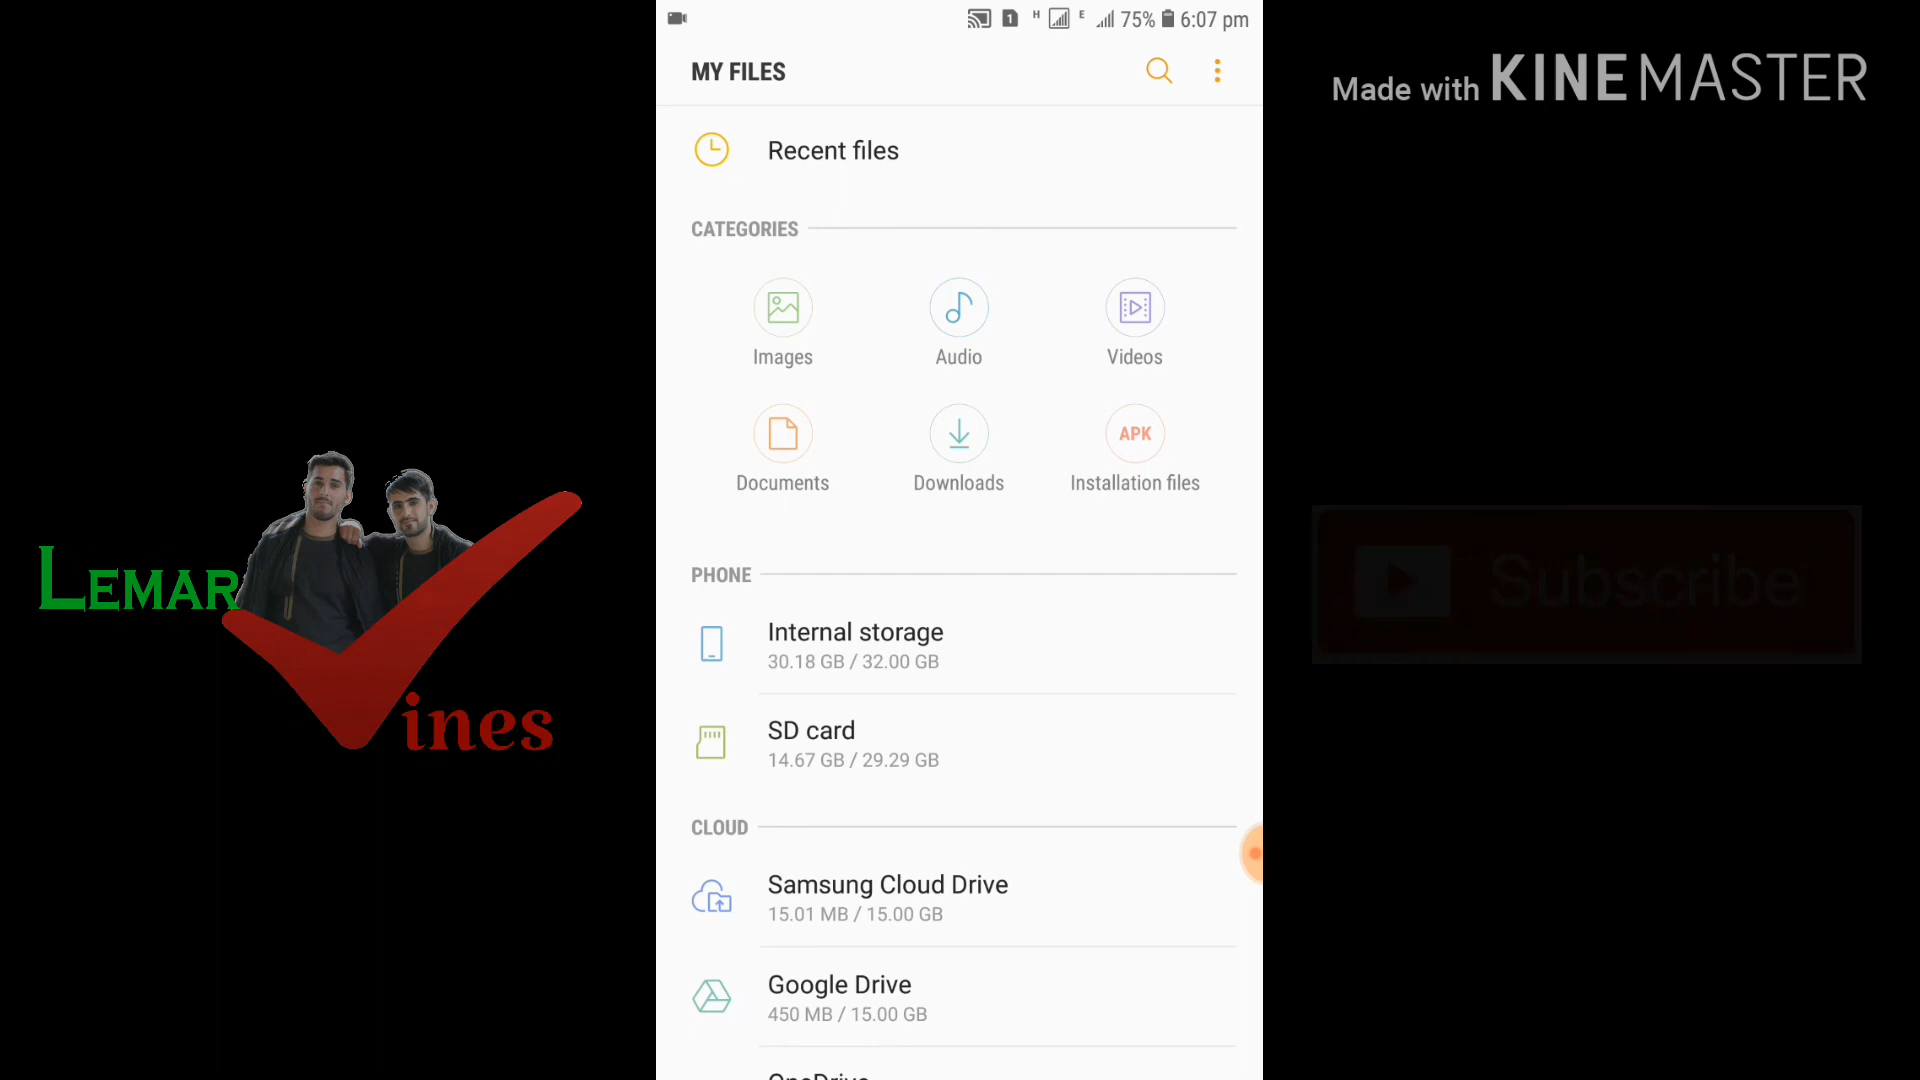 1 H E 75% 6:07 pm
MY FILES
Made with KINEMASTER
Recent files
CATEGORIES
Images
Audio
Videos
APK
Documents
Downloads
Installation files
PHONE
Internal storage
30.18 GB / 32.00 GB
SD card
14.67 GB / 29.29 GB
CLOUD
Samsung Cloud Drive
15.01 MB / 15.00 GB
Google Drive
450 MB / 15.00 GB
OneDrive
LEMAR
ines
Subscribe